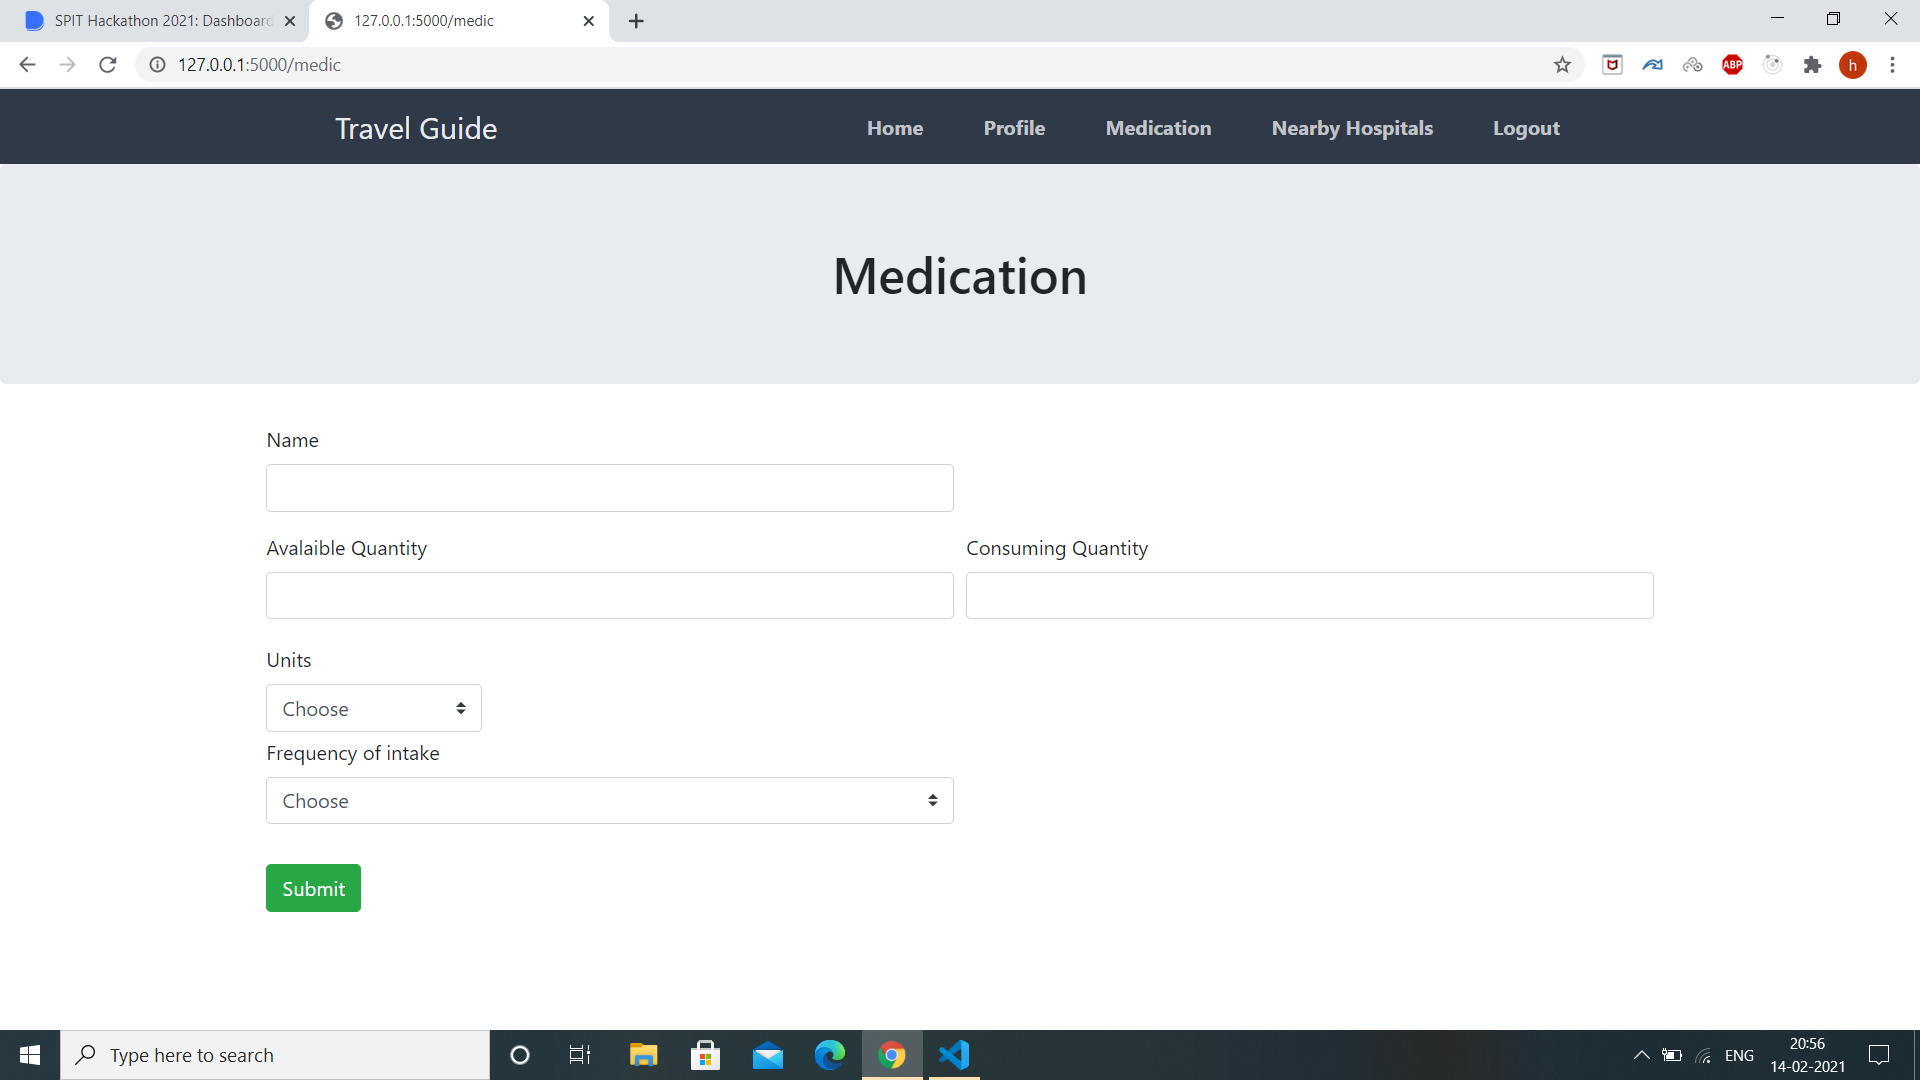 SPIT Hackathon 2021: Dashboard
127.0.0.1:5000/medic
127.0.0.1:5000/medic
ABP
h
Travel Guide
Home
Profile
Medication
Nearby Hospitals
Logout
Medication
Name
Avalaible Quantity
Consuming Quantity
Units
Choose
Frequency of intake
Choose
Submit
Type here to search
ENG
20:56
14-02-2021